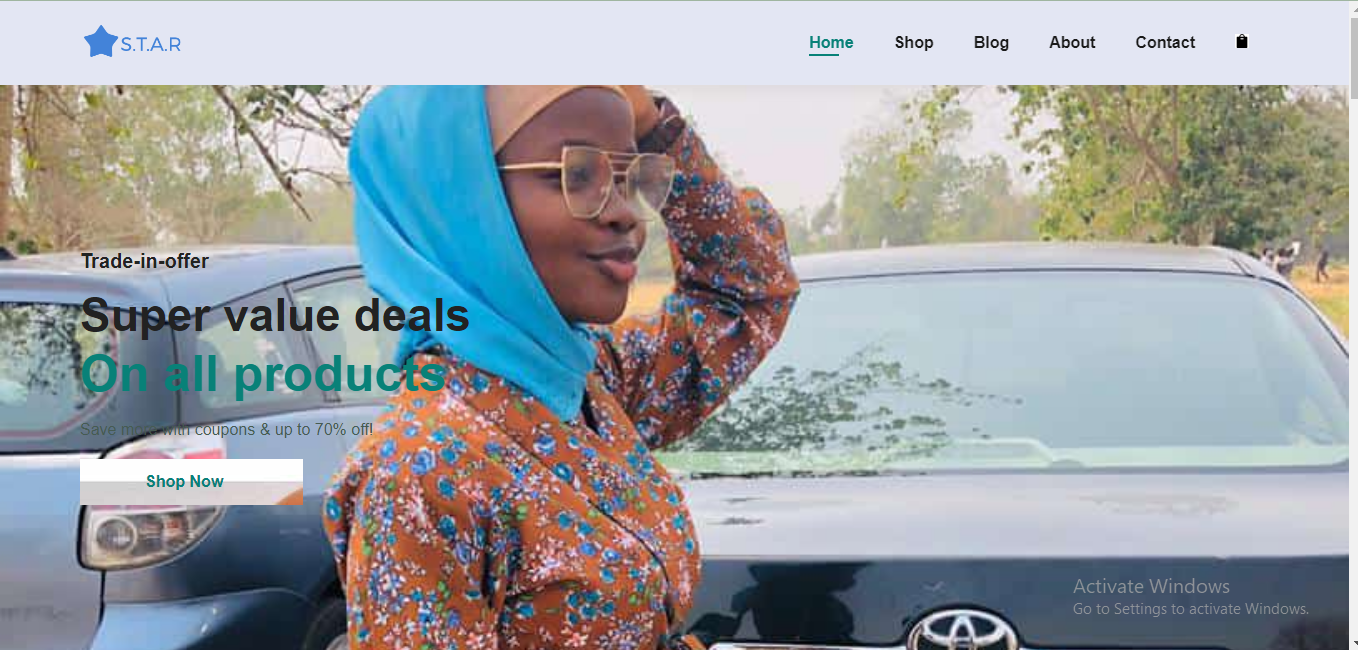 S.T.A.R
Home Shop Blog About Contact
Trade-in-offer
Super value deals
On all products
Save more with coupons & up to 70% off!
Shop Now
Activate Windows
Go to Settings to activate Windows.